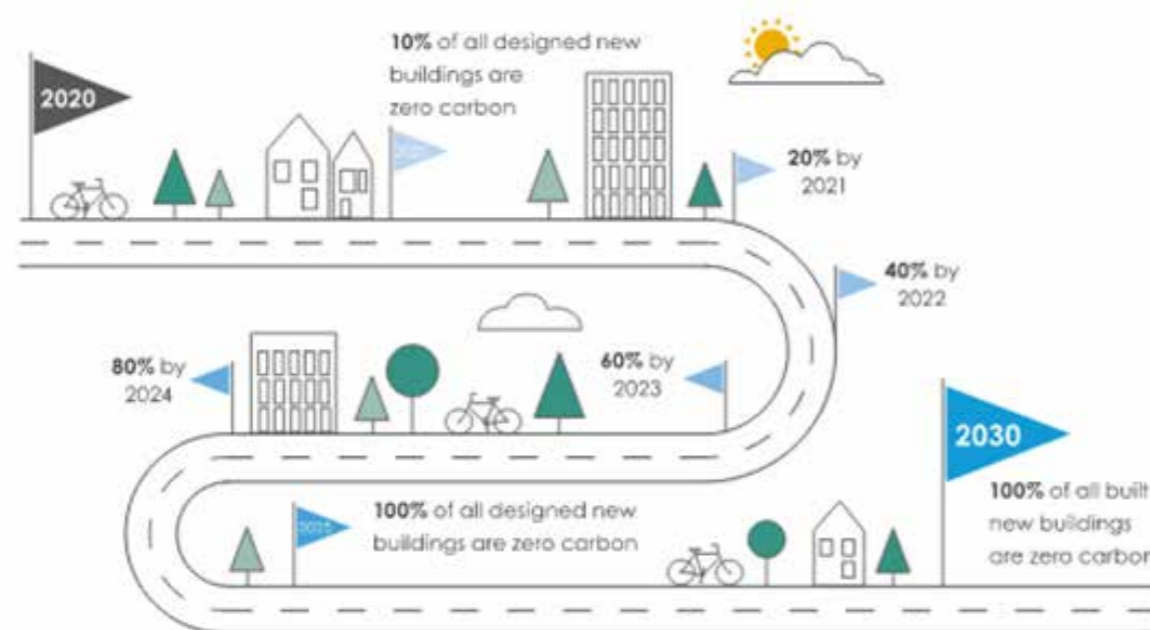 2020
10% of all designed new
buildings are
zero carbon
20% by
2021
40% by
2022
60% by
2023
80% by
2024
2025
100% of all designed new
buildings are zero carbon
2030
100% of all built
new buildings
are zero carbon